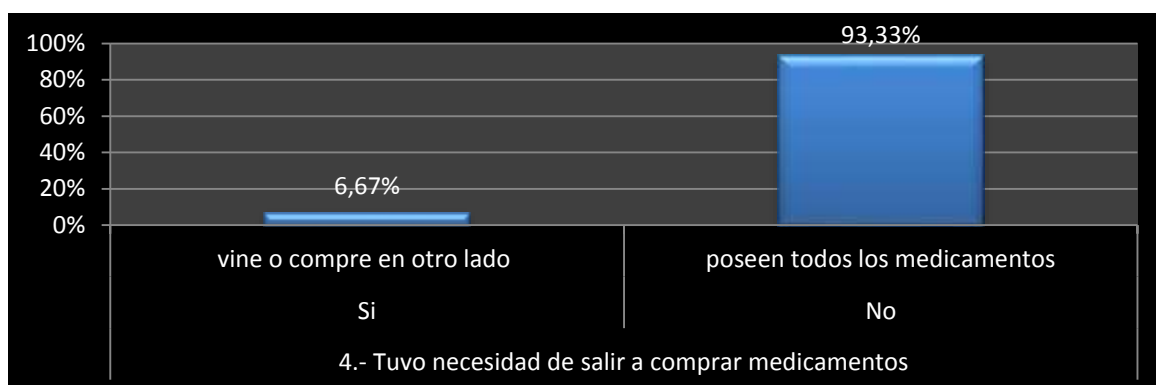 93,33%
100%
80%
60%
40%
6,67%
20%
0%
vine o compre en otro lado poseen todos los medicamentos
Si No
4.- Tuvo necesidad de salir a comprar medicamentos